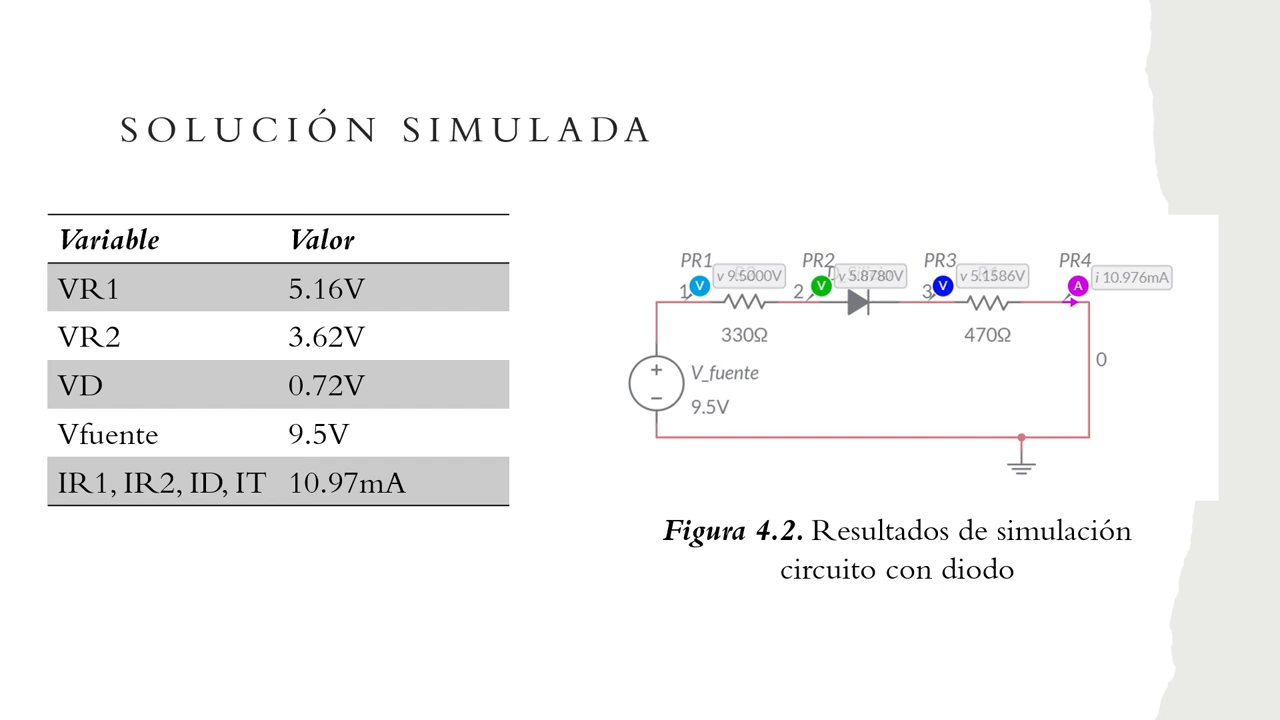 SOLUCIÓN SIMULADA
Variable Valor
VR1 5.16V
VR2 3.62V
VD 0.72V
Vfuente 9.5V
IR1, IR2, ID, IT 10.97mA
PR1 PR2 PR3 PR4
v 9.5000V v 5.8780V v 5.1586V i 10.976mA
V V V A
1 2 3
330Ω 470Ω
0
+
V_fuente
−
9.5V
Figura 4.2. Resultados de simulación
circuito con diodo